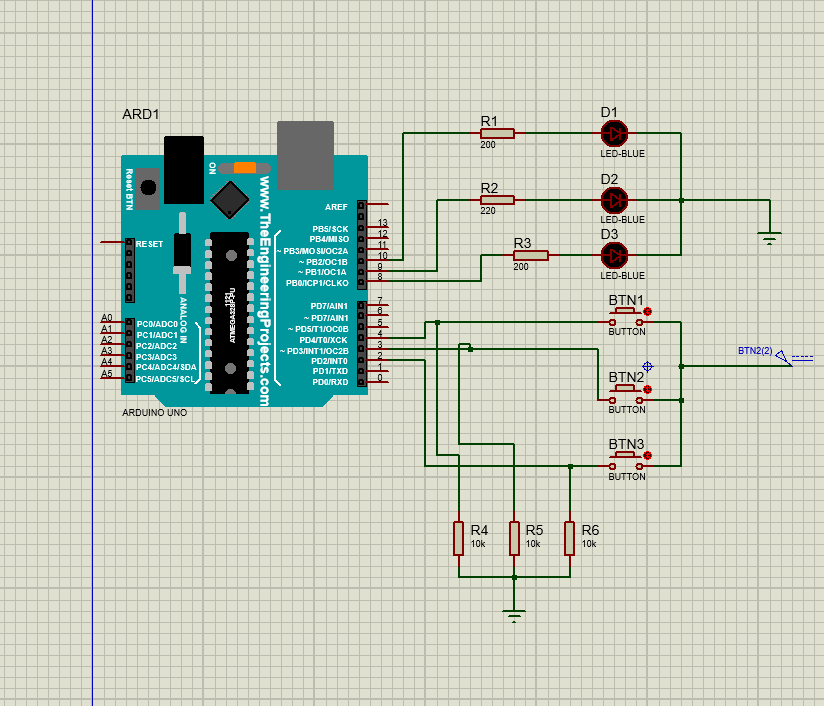 ARD1
ARDUINO UNO
Reset BTN
ON
www.TheEngineeringProjects.com
ANALOG IN
RESET
A0 PC0/ADC0
A1 PC1/ADC1
A2 PC2/ADC2
A3 PC3/ADC3
A4 PC4/ADC4/SDA
A5 PC5/ADC5/SCL
AREF
PB5/SCK 13
PB4/MISO 12
~ PB3/MOSI/OC2A 11
~ PB2/OC1B 10
~ PB1/OC1A 9
PB0/ICP1/CLKO 8
PD7/AIN1 7
~ PD7/AIN1 6
~ PD5/T1/OC0B 5
PD4/T0/XCK 4
~ PD3/INT1/OC2B 3
PD2/INT0 2
PD1/TXD 1
PD0/RXD 0
R1
200
D1
LED-BLUE
R2
220
D2
LED-BLUE
R3
200
D3
LED-BLUE
BTN1
BUTTON
BTN2(2)
BTN2
BUTTON
BTN3
BUTTON
R4
10k
R5
10k
R6
10k